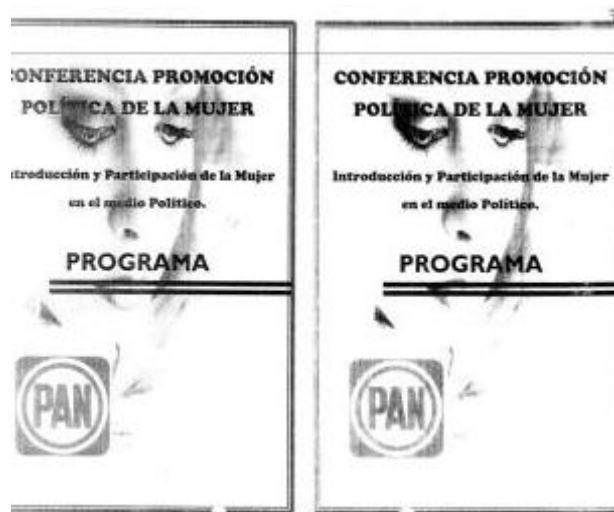 CONFERENCIA PROMOCIÓN
POLÍTICA DE LA MUJER
Introducción y Participación de la Mujer
en el medio Político.
PROGRAMA
PAN
CONFERENCIA PROMOCIÓN
POLÍTICA DE LA MUJER
Introducción y Participación de la Mujer
en el medio Político.
PROGRAMA
PAN